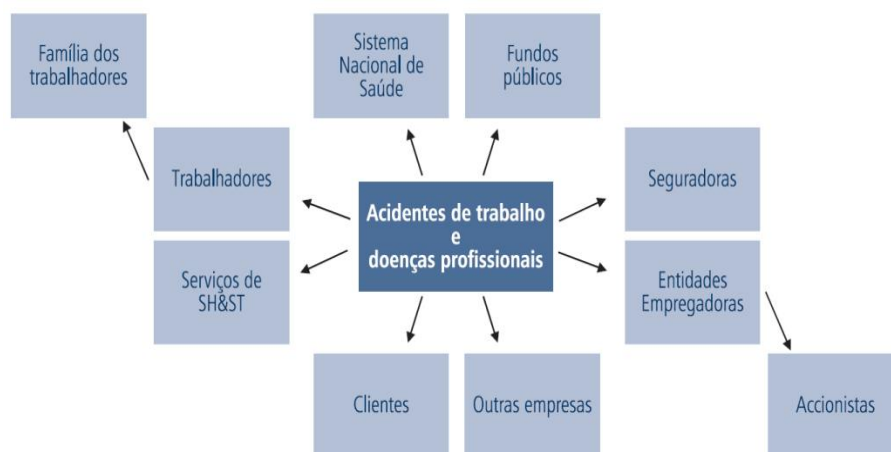 Família dos
trabalhadores
Sistema
Nacional de
Saúde
Fundos
públicos
Trabalhadores
Acidentes de trabalho
e
doenças profissionais
Seguradoras
Serviços de
SH&ST
Entidades
Empregadoras
Clientes
Outras empresas
Accionistas